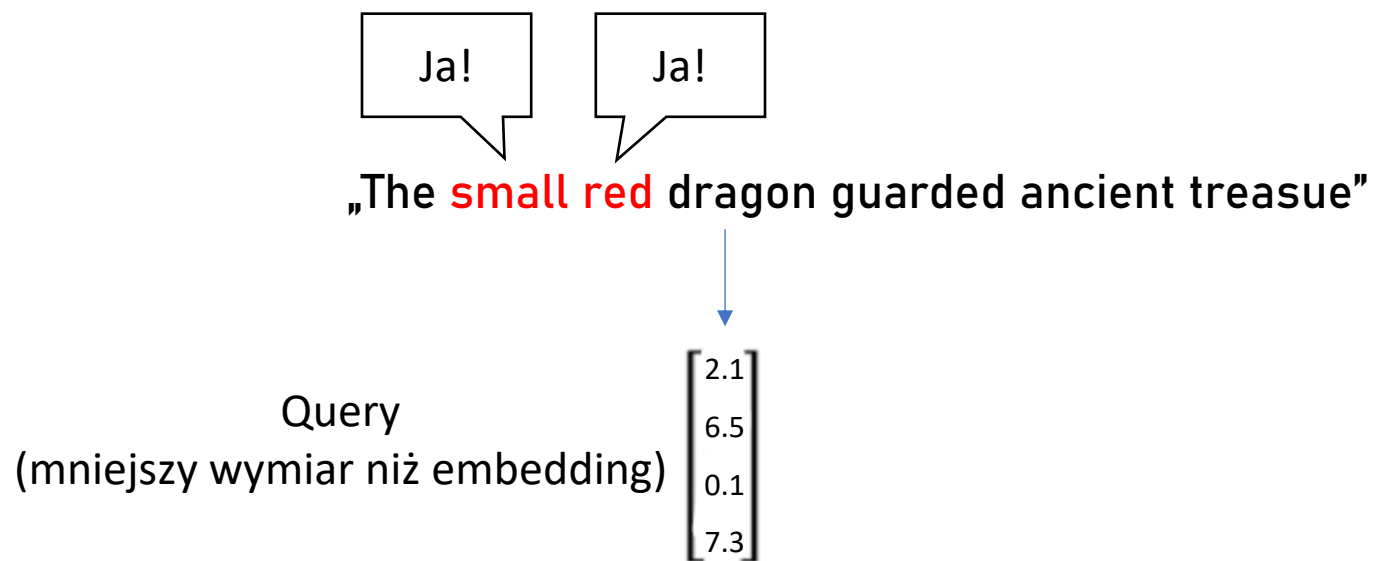 Ja!
Ja!
„The small red dragon guarded ancient treasue”
Query
(mniejszy wymiar niż embedding)
2.1
6.5
0.1
7.3